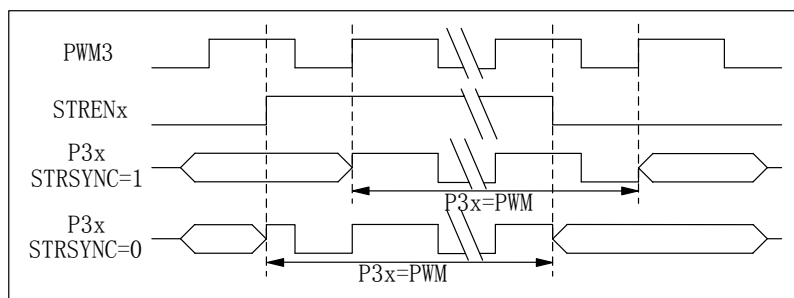 PWM3
STRENx
P3x
STRSYNC=1
P3x=PWM
P3x
STRSYNC=0
P3x=PWM